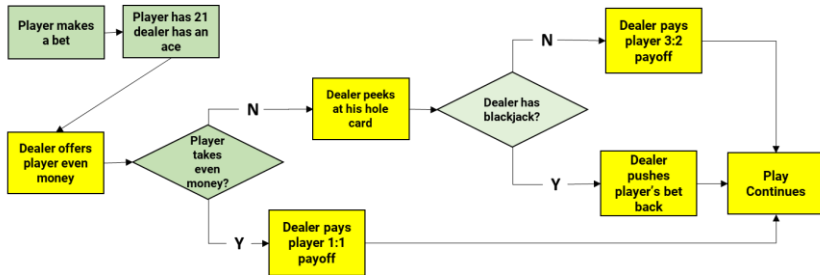 Player makes
a bet
Player has 21
dealer has an
ace
Dealer offers
player even
money
Player
takes
even
money?
N
Dealer peeks
at his hole
card
Dealer has
blackjack?
N
Dealer pays
player 3:2
payoff
Y
Dealer
pushes
player's bet
back
Play
Continues
Y
Dealer pays
player 1:1
payoff